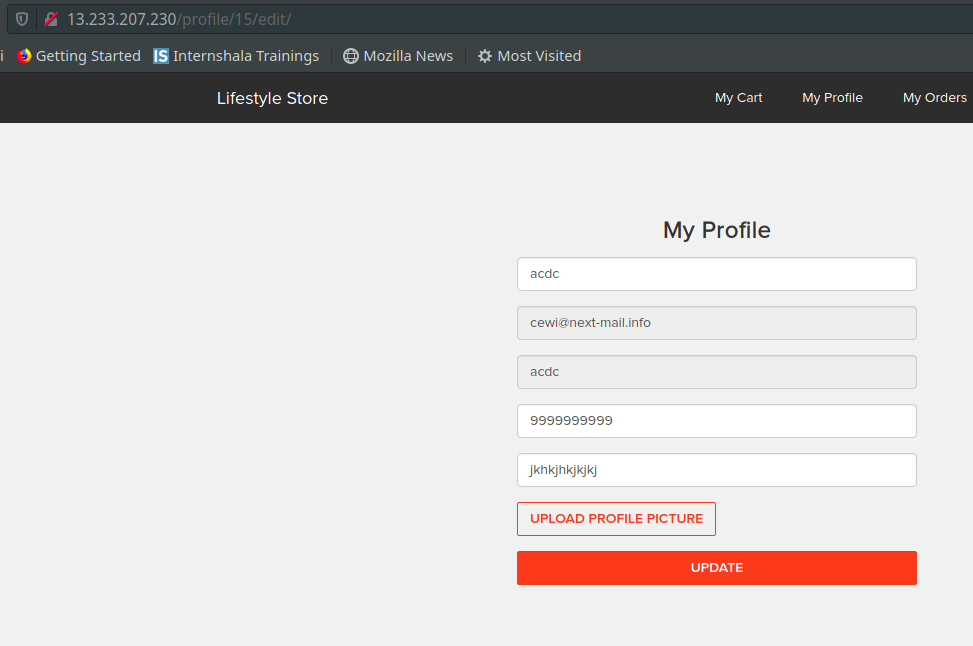 13.233.207.230/profile/15/edit/
i Getting Started IS Internshala Trainings Mozilla News Most Visited
Lifestyle Store My Cart My Profile My Orders
My Profile
acdc
cewi@next-mail.info
acdc
9999999999
jkhkjhkjkjkj
UPLOAD PROFILE PICTURE
UPDATE